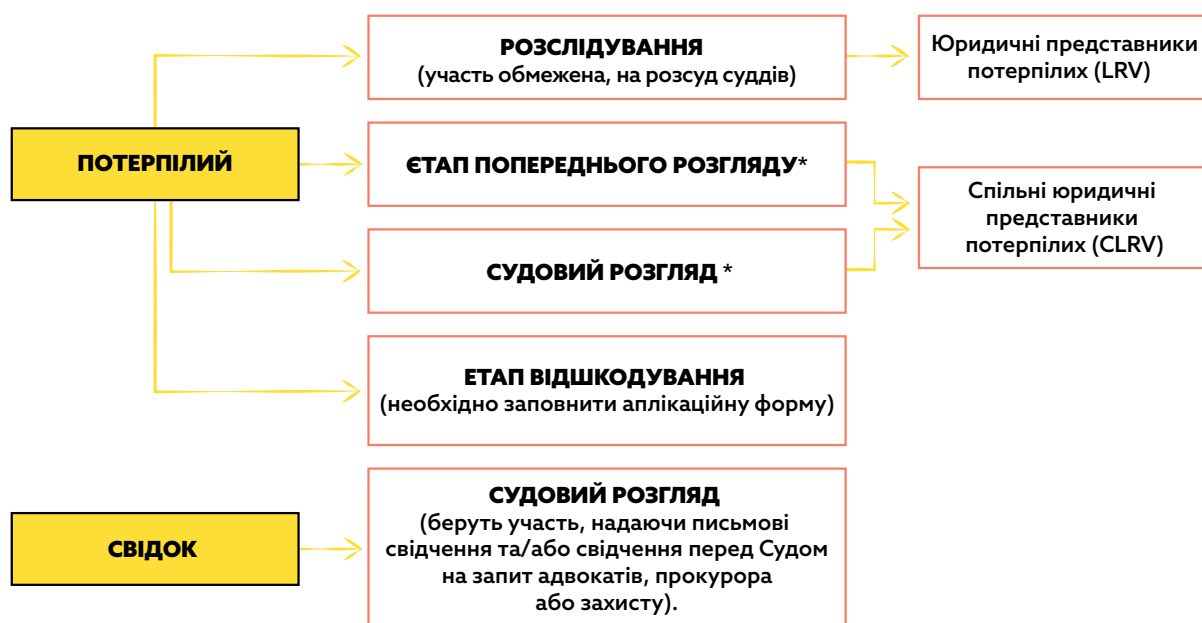 РОЗСЛІДУВАННЯ
(участь обмежена, на розсуд суддів)
Юридичні представники
потерпілих (LRV)
ПОТЕРПІЛИЙ
ЄТАП ПОПЕРЕДНЬОГО РОЗГЛЯДУ*
Спільні юридичні
представники
потерпілих (CLRV)
СУДОВИЙ РОЗГЛЯД *
ЕТАП ВІДШКОДУВАННЯ
(необхідно заповнити аплікаційну форму)
СВІДОК
СУДОВИЙ РОЗГЛЯД
(беруть участь, надаючи письмові
свідчення та/або свідчення перед Судом
на запит адвокатів, прокурора
або захисту).